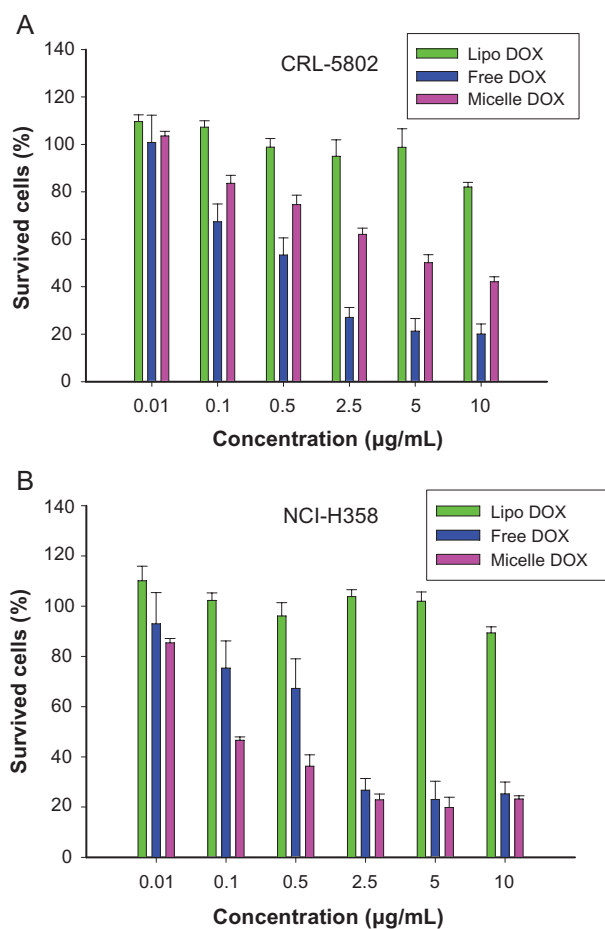 A
CRL-5802
Lipo DOX
Free DOX
Micelle DOX
Survived cells (%)
140
120
100
80
60
40
20
0
0.01 0.1 0.5 2.5 5 10
Concentration (µg/mL)
B
NCI-H358
Lipo DOX
Free DOX
Micelle DOX
Survived cells (%)
140
120
100
80
60
40
20
0
0.01 0.1 0.5 2.5 5 10
Concentration (µg/mL)